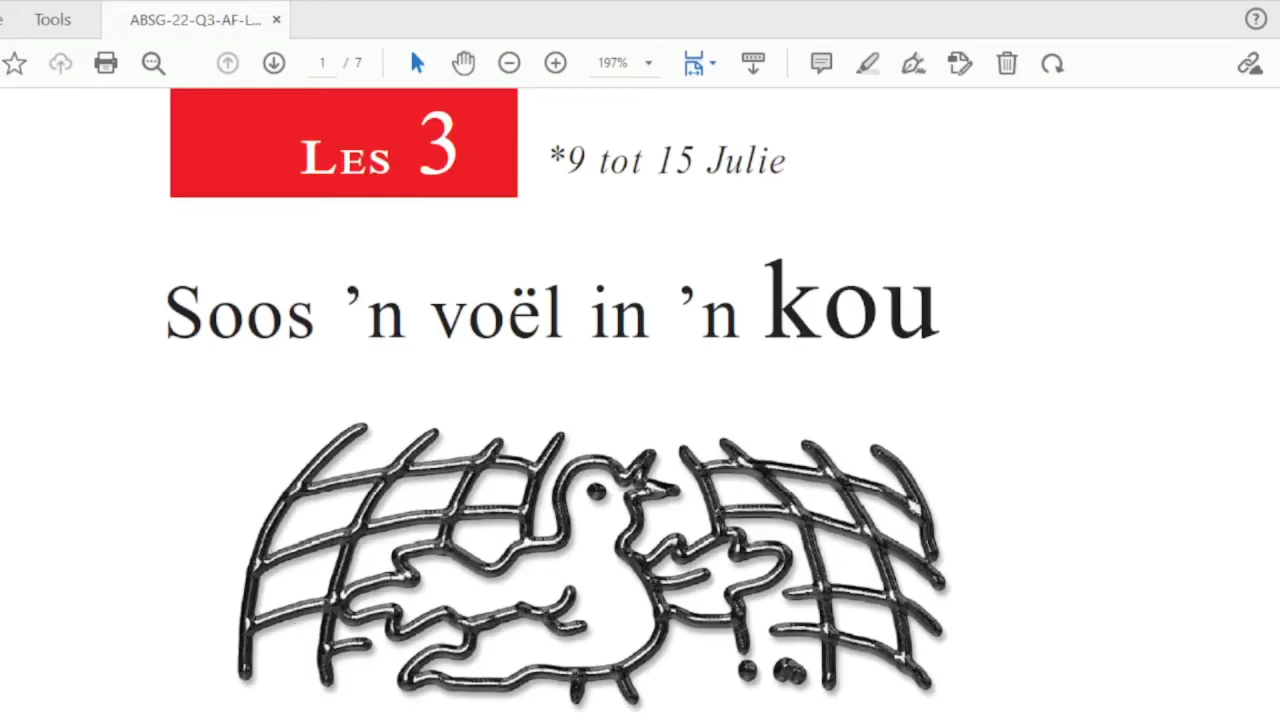 Tools
ABSG-22-Q3-AF-L... ×
1 / 7
197%
LES 3
*9 tot 15 Julie
Soos ’n voël in ’n kou